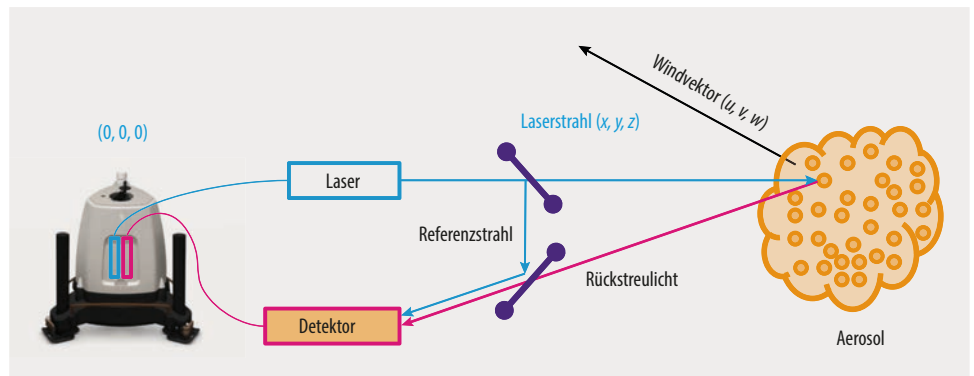 (0, 0, 0)
Laser
Laserstrahl (x, y, z)
Windvektor (u, v, w)
Referenzstrahl
Rückstreulicht
Detektor
Aerosol